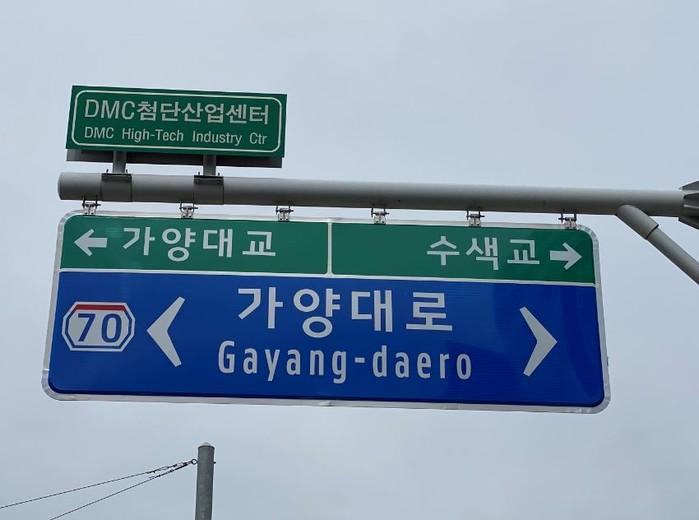 DMC첨단산업센터
DMC High-Tech Industry Ctr
가양대교
수색교
70
가양대로
Gayang-daero